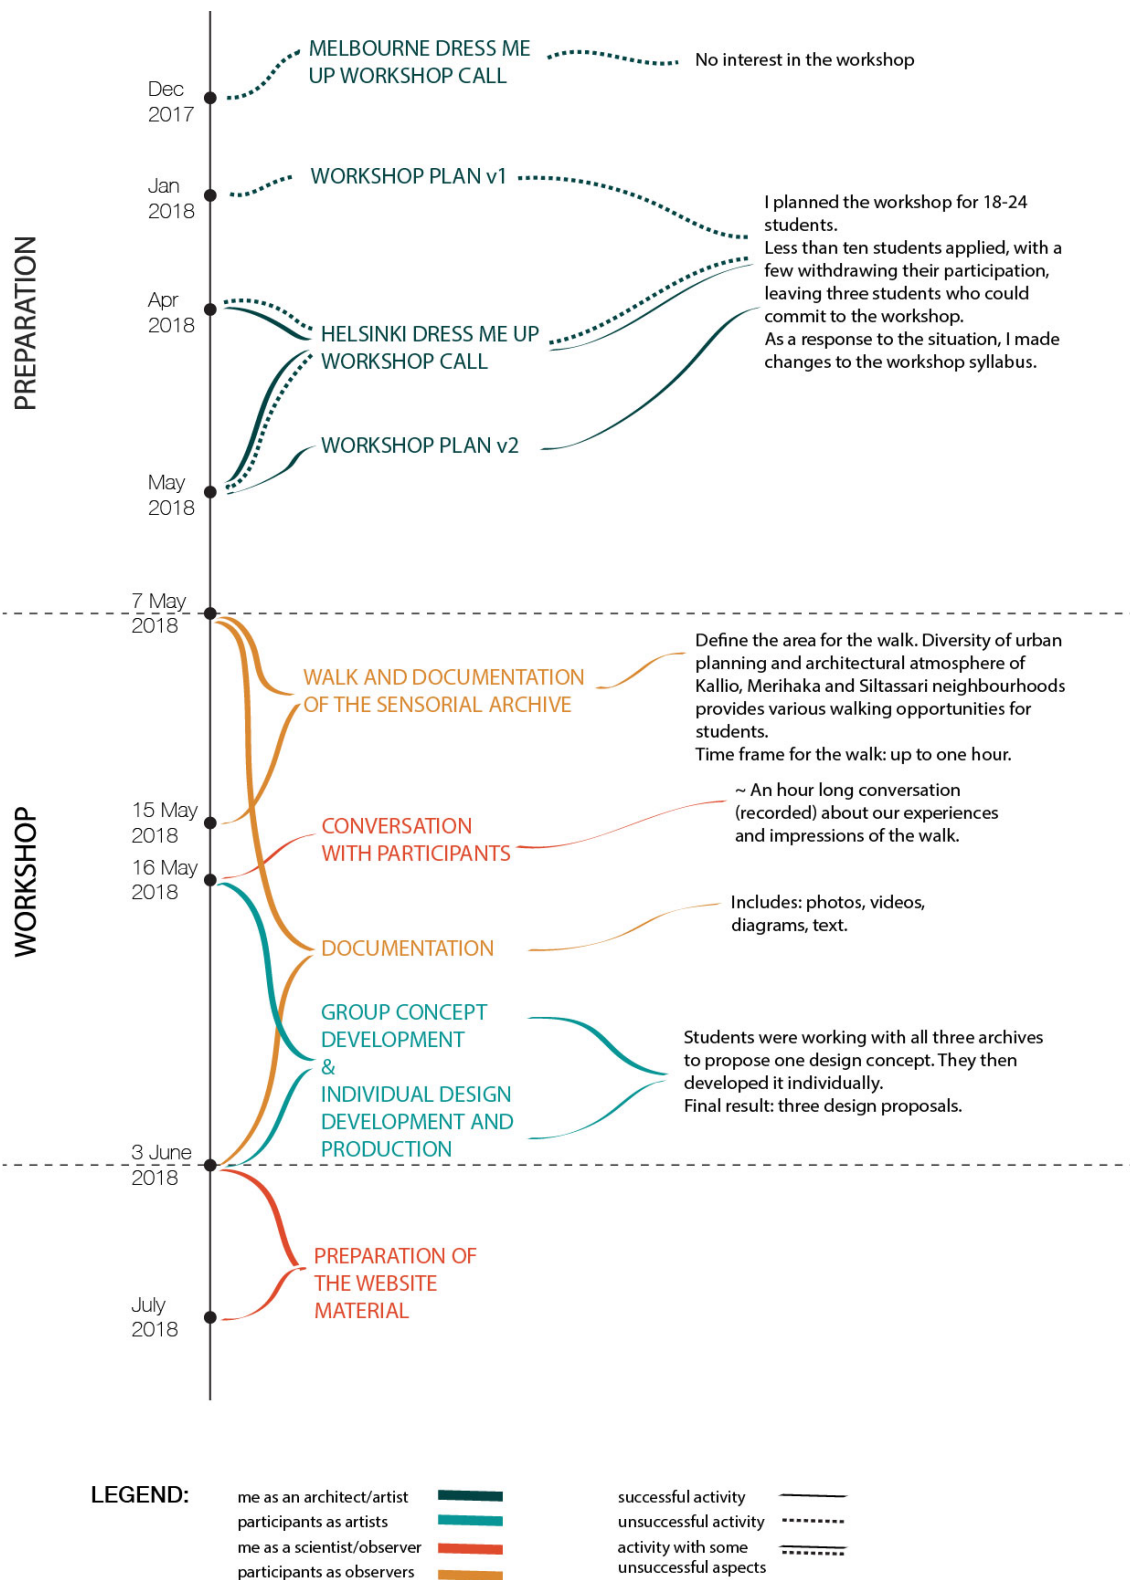 MELBOURNE DRESS ME
UP WORKSHOP CALL
No interest in the workshop
Dec
2017
Jan
2018
WORKSHOP PLAN v1
I planned the workshop for 18-24
students.
Less than ten students applied, with a
few withdrawing their participation,
leaving three students who could
commit to the workshop.
As a response to the situation, I made
changes to the workshop syllabus.
PREPARATION
Apr
2018
HELSINKI DRESS ME UP
WORKSHOP CALL
WORKSHOP PLAN v2
May
2018
7 May
2018
WALK AND DOCUMENTATION
OF THE SENSORIAL ARCHIVE
Define the area for the walk. Diversity of urban
planning and architectural atmosphere of
Kallio, Merihaka and Siltassari neighbourhoods
provides various walking opportunities for
students.
Time frame for the walk: up to one hour.
WORKSHOP
15 May
2018
CONVERSATION
WITH PARTICIPANTS
~ An hour long conversation
(recorded) about our experiences
and impressions of the walk.
16 May
2018
DOCUMENTATION
Includes: photos, videos,
diagrams, text.
GROUP CONCEPT
DEVELOPMENT
&
INDIVIDUAL DESIGN
DEVELOPMENT AND
PRODUCTION
Students were working with all three archives
to propose one design concept. They then
developed it individually.
Final result: three design proposals.
3 June
2018
PREPARATION OF
THE WEBSITE
MATERIAL
July
2018
LEGEND:
me as an architect/artist
participants as artists
me as a scientist/observer
participants as observers
successful activity
unsuccessful activity
activity with some
unsuccessful aspects